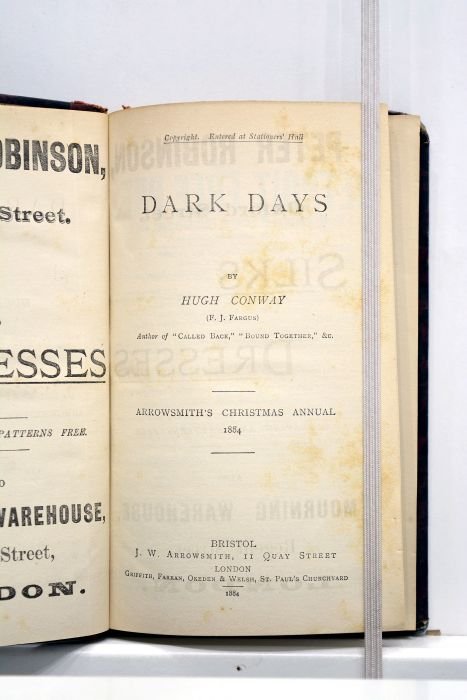 OBINSON,
Street.
ESSES
PATTERNS FREE.
WAREHOUSE,
Street,
DON.
Copyright. Entered at Stationers' Hall
DARK DAYS
BY
HUGH CONWAY
(F. J. FARGUS)
Author of "CALLED BACK," "BOUND TOGETHER," &c.
ARROWSMITH'S CHRISTMAS ANNUAL
1884
BRISTOL
J. W. ARROWSMITH, 11 QUAY STREET
LONDON
GRIFFITH, FARRAN, OKEDEN & WELSH, ST. PAUL'S CHURCHYARD
1884